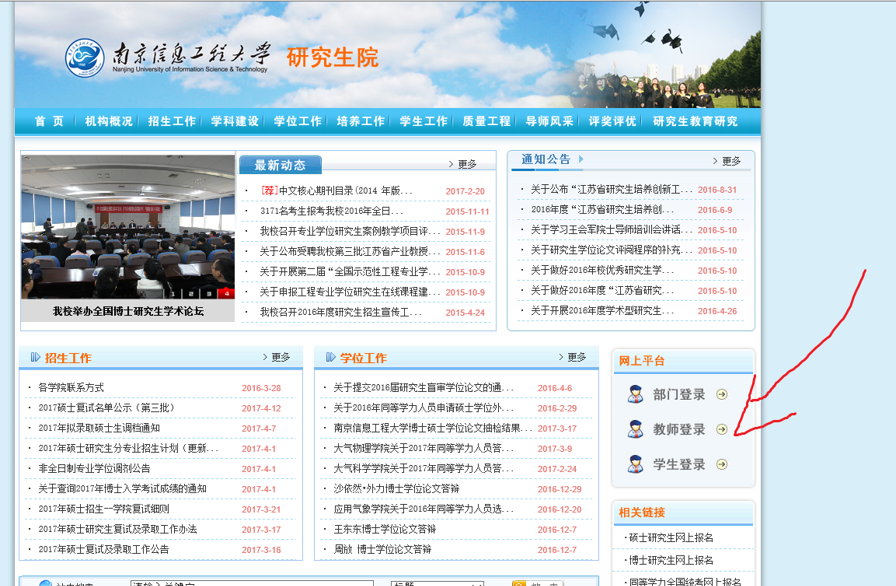 南京信息工程大学 研究生院
Nanjing University of Information Science & Technology
首 页 机构概况 招生工作 学科建设 学位工作 培养工作 学生工作 质量工程 导师风采 评奖评优 研究生教育研究
最新动态 > 更多
· [荐]中文核心期刊目录(2014 年版... 2017-2-20
· 3171名考生报考我校2016年全日... 2015-11-11
· 我校召开专业学位研究生案例教学项目评... 2015-11-9
· 关于公布受聘我校第三批江苏省产业教授... 2015-11-6
· 关于开展第二届“全国示范性工程专业学... 2015-10-9
· 关于申报工程专业学位研究生在线课程建... 2015-10-9
· 我校召开2016年度研究生招生宣传工... 2015-4-24
1 2 3 4
我校举办全国博士研究生学术论坛
通知公告 > 更多
· 关于公布“江苏省研究生培养创新工... 2016-8-31
· 2016年度“江苏省研究生培养创... 2016-6-9
· 关于学习王会军院士导师培训会讲话... 2016-5-10
· 关于研究生学位论文评阅程序的补充... 2016-5-10
· 关于做好2016年校优秀研究生学... 2016-5-10
· 关于做好2016年度“江苏省研究... 2016-5-10
· 关于开展2016年度学术型研究生... 2016-4-26
招生工作 > 更多
· 各学院联系方式 2016-3-28
· 2017硕士复试名单公示（第三批） 2017-4-12
· 2017年拟录取硕士生调档通知 2017-4-7
· 2017年硕士研究生分专业招生计划（更新... 2017-4-1
· 非全日制专业学位调剂公告 2017-4-1
· 关于查询2017年博士入学考试成绩的通知 2017-4-1
· 2017年硕士招生一学院复试细则 2017-3-21
· 2017年硕士研究生复试及录取工作办法 2017-3-17
· 2017年硕士复试及录取工作公告 2017-3-16
学位工作 > 更多
· 关于提交2016届研究生盲审学位论文的通... 2016-4-6
· 关于2016年同等学力人员申请硕士学位外... 2016-2-29
· 南京信息工程大学博士硕士学位论文抽检结果... 2017-3-17
· 大气物理学院关于2017年同等学力人员答... 2017-3-9
· 大气科学学院关于2017年同等学力人员答... 2017-2-24
· 沙依然·外力博士学位论文答辩 2016-12-29
· 应用气象学院关于2016年同等学力人员选... 2016-12-20
· 王东东博士学位论文答辩 2016-12-7
· 周放 博士学位论文答辩 2016-12-7
网上平台
部门登录
教师登录
学生登录
相关链接
·硕士研究生网上报名
·博士研究生网上报名
·同等学力全国统考网上报名
站内搜索 请输入关键字 标题 搜 索